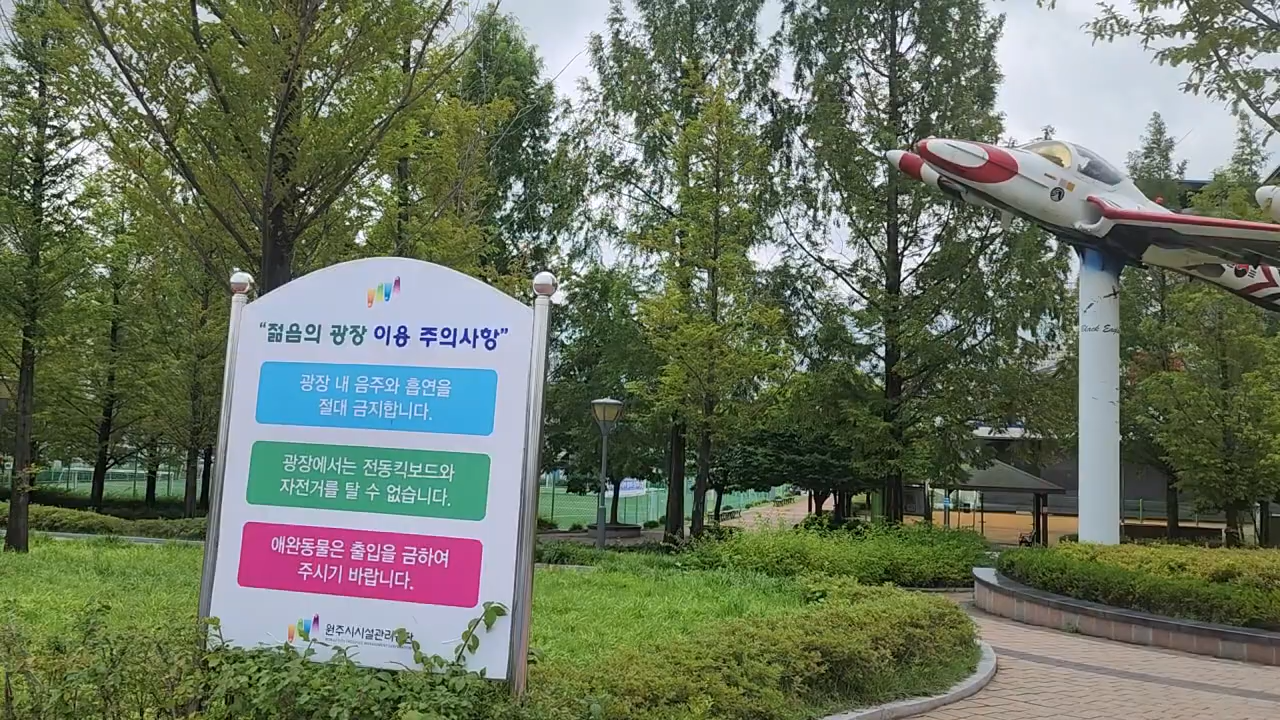 "젊음의 광장 이용 주의사항"
광장 내 음주와 흡연을
절대 금지합니다.
광장에서는 전동킥보드와
자전거를 탈 수 없습니다.
애완동물은 출입을 금하여
주시기 바랍니다.
원주시시설관리공단
Black Eagles